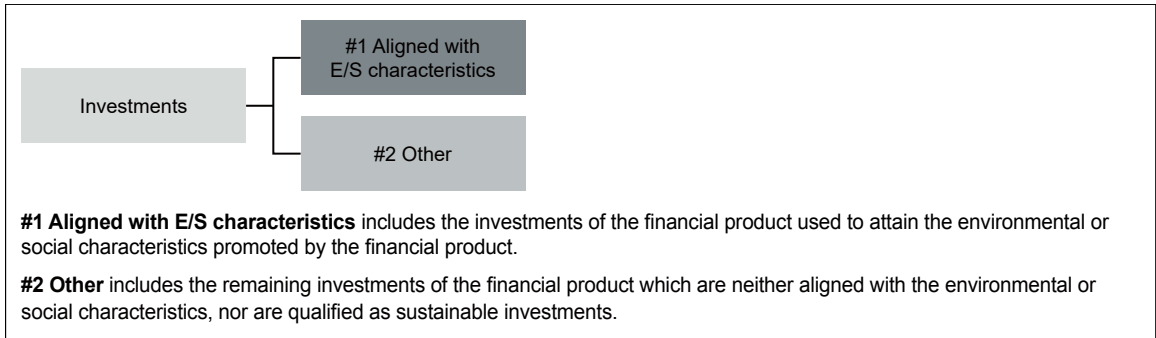 #1 Aligned with
E/S characteristics
Investments
#2 Other
#1 Aligned with E/S characteristics includes the investments of the financial product used to attain the environmental or
social characteristics promoted by the financial product.
#2 Other includes the remaining investments of the financial product which are neither aligned with the environmental or
social characteristics, nor are qualified as sustainable investments.